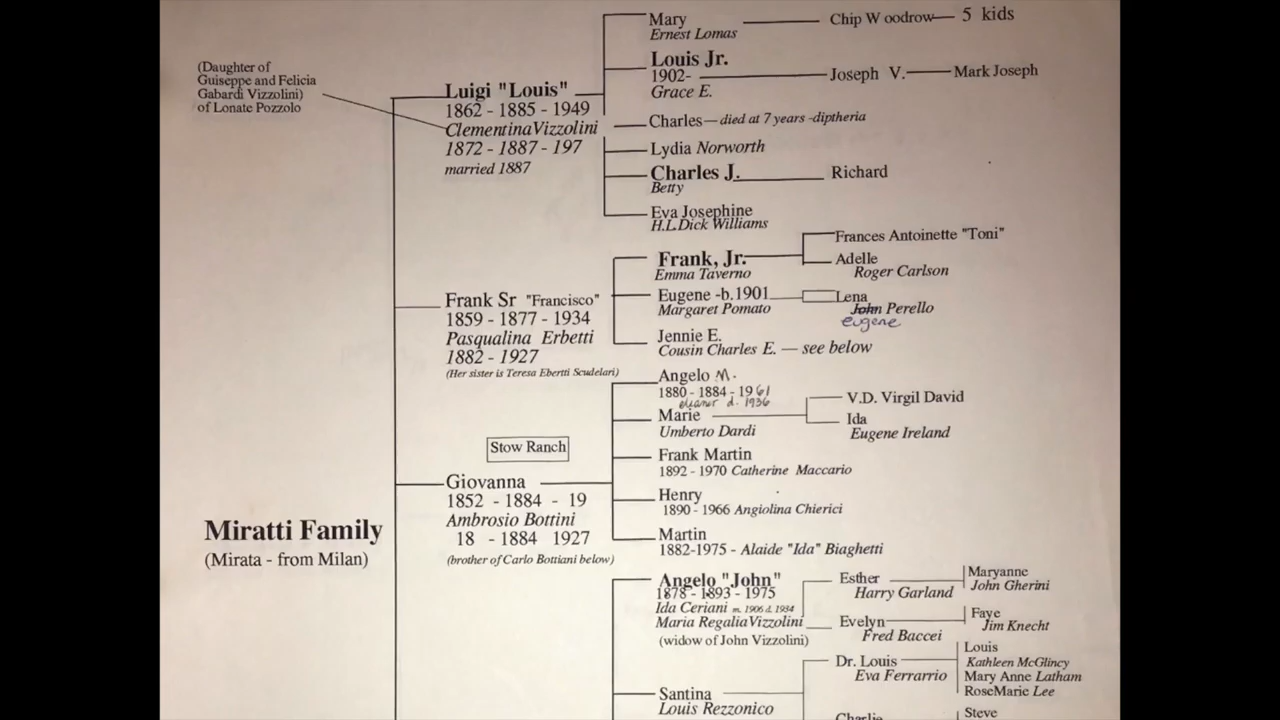 Mary Chip Woodrow 5 kids
Ernest Lomas
(Daughter of
Guiseppe and Felicia
Gabardi Vizzolini)
of Lonate Pozzolo
Louis Jr.
1902- Joseph V. Mark Joseph
Grace E.
Luigi "Louis"
1862 - 1885 - 1949
Clementina Vizzolini
1872 - 1887 - 197
married 1887
Charles — died at 7 years -diptheria
Lydia Norworth
Charles J. Richard
Betty
Eva Josephine
H.L.Dick Williams
Frank, Jr.
Emma Taverno
Frances Antoinette "Toni"
Adelle
Roger Carlson
Frank Sr "Francisco"
1859 - 1877 - 1934
Pasqualina Erbetti
1882 - 1927
(Her sister is Teresa Ebertti Scudelari)
Eugene -b.1901 Lena
Margaret Pomato John Perello
eugene
Jennie E.
Cousin Charles E. — see below
Angelo M.
1880 - 1884 - 1961
eleanor d. 1936
Marie
Umberto Dardi
V.D. Virgil David
Ida
Eugene Ireland
Stow Ranch
Frank Martin
1892 - 1970 Catherine Maccario
Giovanna
1852 - 1884 - 19
Ambrosio Bottini
18 - 1884 1927
(brother of Carlo Bottiani below)
Henry
1890 - 1966 Angiolina Chierici
Martin
1882-1975 - Alaide "Ida" Biaghetti
Miratti Family
(Mirata - from Milan)
Angelo "John"
1878 - 1893 - 1975
Ida Ceriani m. 1906 d. 1934
Maria Regalia Vizzolini
(widow of John Vizzolini)
Esther
Harry Garland
Maryanne
John Gherini
Evelyn
Fred Baccei
Faye
Jim Knecht
Santina
Louis Rezzonico
Dr. Louis
Eva Ferrarrio
Louis
Kathleen McGlincy
Mary Anne Latham
RoseMarie Lee
Charlie
Steve